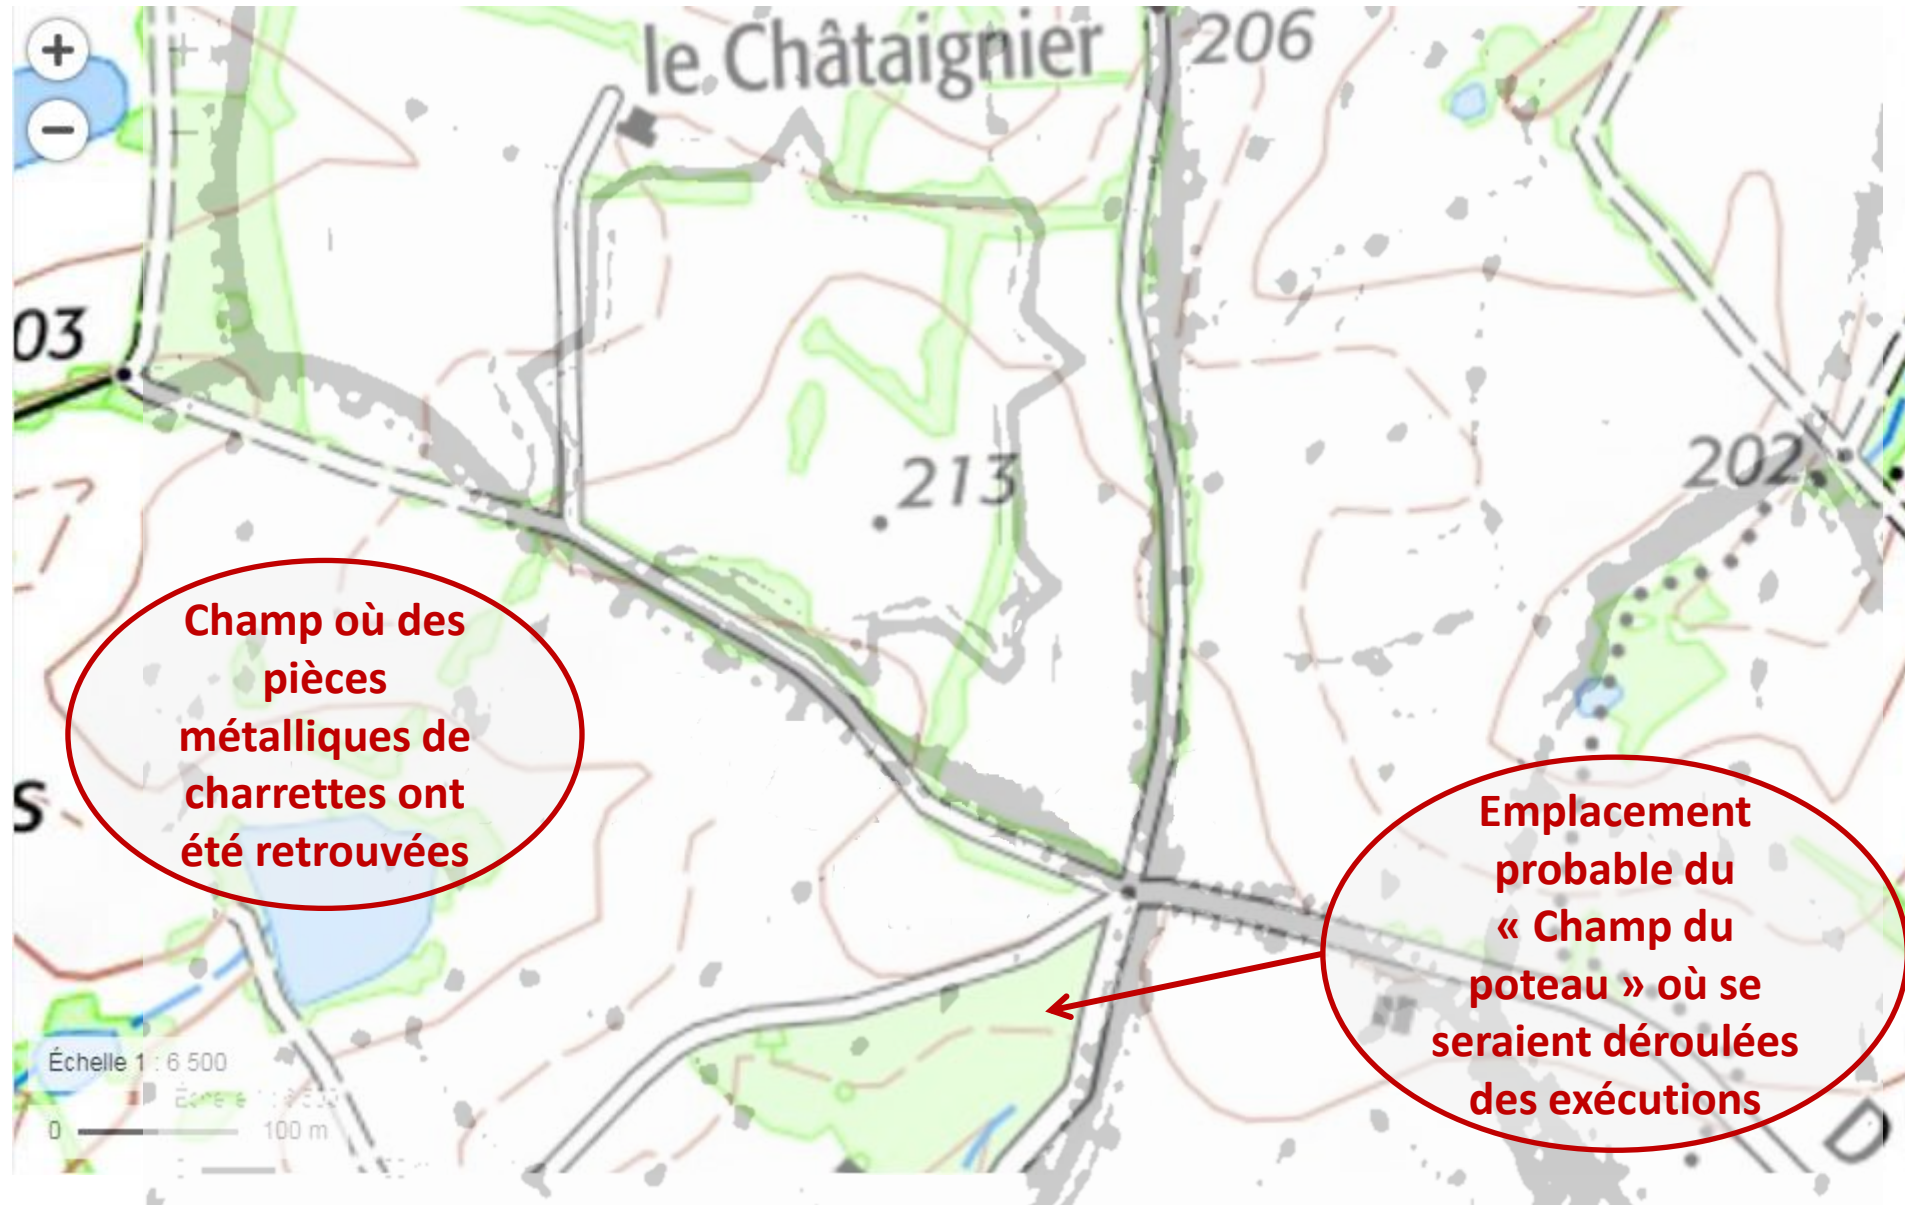 +
−
le Châtaignier
206
03
202
213
Champ où des
pièces
métalliques de
charrettes ont
été retrouvées
S
Emplacement
probable du
« Champ du
poteau » où se
seraient déroulées
des exécutions
Échelle 1 : 6 500
0
100 m
D